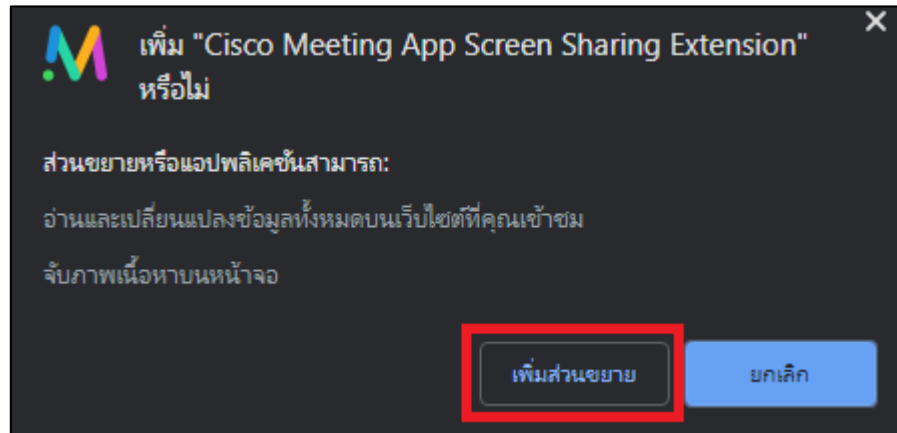 เพิ่ม "Cisco Meeting App Screen Sharing Extension"
หรือไม่
ส่วนขยายหรือแอปพลิเคชันสามารถ:
อ่านและเปลี่ยนแปลงข้อมูลทั้งหมดบนเว็บไซต์ที่คุณเข้าชม
จับภาพเนื้อหาบนหน้าจอ
เพิ่มส่วนขยาย
ยกเลิก